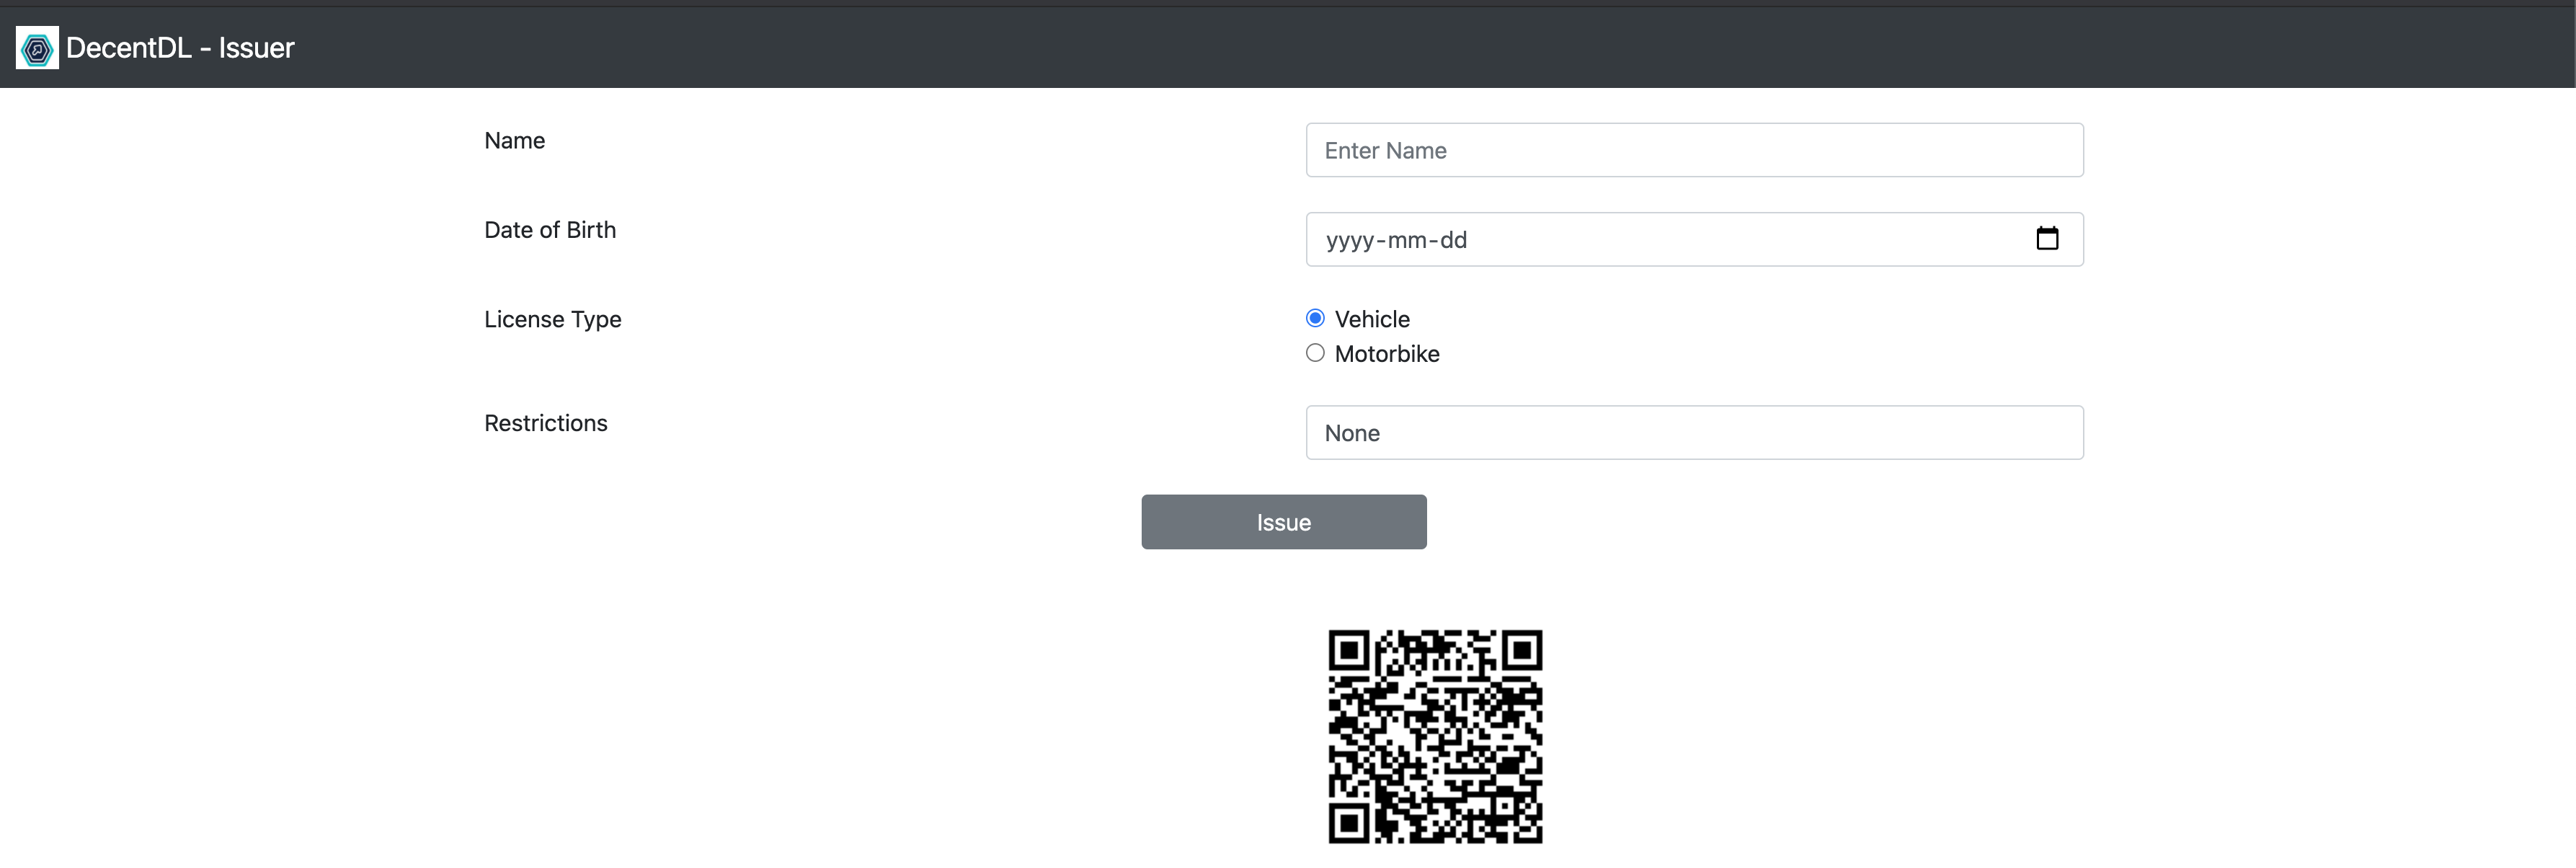 DecentDL - Issuer
Name
Enter Name
Date of Birth
yyyy-mm-dd
License Type
Vehicle
Motorbike
Restrictions
None
Issue